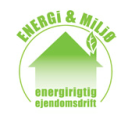 ENERGI & MILJØ
energirigtig
ejendomsdrift